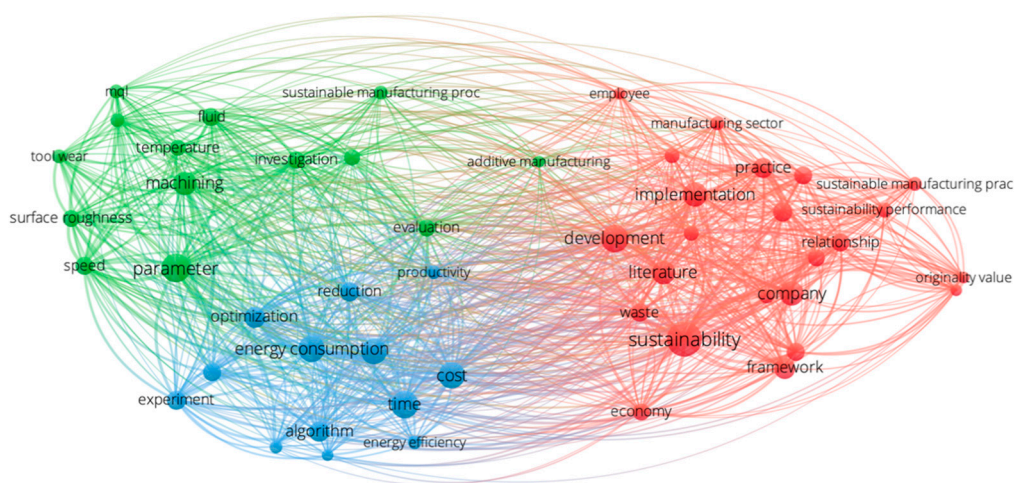 mql
sustainable manufacturing proc
employee
fluid
manufacturing sector
temperature
tool wear
investigation
additive manufacturing
practice
machining
implementation
sustainable manufacturing prac
surface roughness
sustainability performance
evaluation
development
relationship
speed
parameter
productivity
literature
originality value
reduction
company
optimization
waste
energy consumption
sustainability
cost
framework
experiment
time
economy
algorithm
energy efficiency